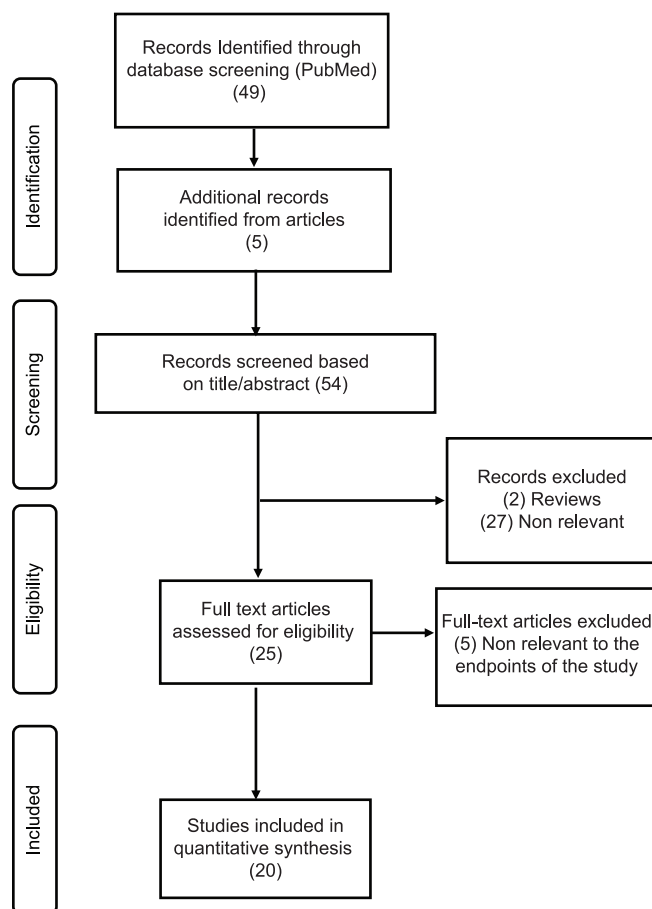 Identification
Records Identified through
database screening (PubMed)
(49)
Additional records
identified from articles
(5)
Screening
Records screened based
on title/abstract (54)
Records excluded
(2) Reviews
(27) Non relevant
Eligibility
Full text articles
assessed for eligibility
(25)
Full-text articles excluded
(5) Non relevant to the
endpoints of the study
Included
Studies included in
quantitative synthesis
(20)